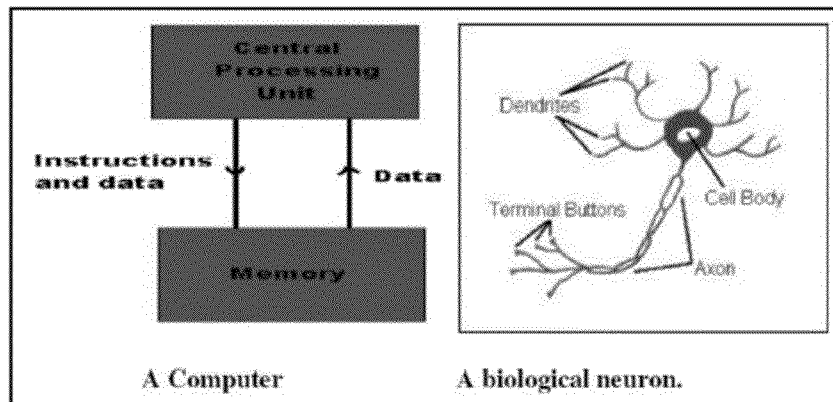 Central
Processing
Unit
Instructions
and data
Data
Memory
A Computer
Dendrites
Terminal Buttons
Cell Body
Axon
A biological neuron.